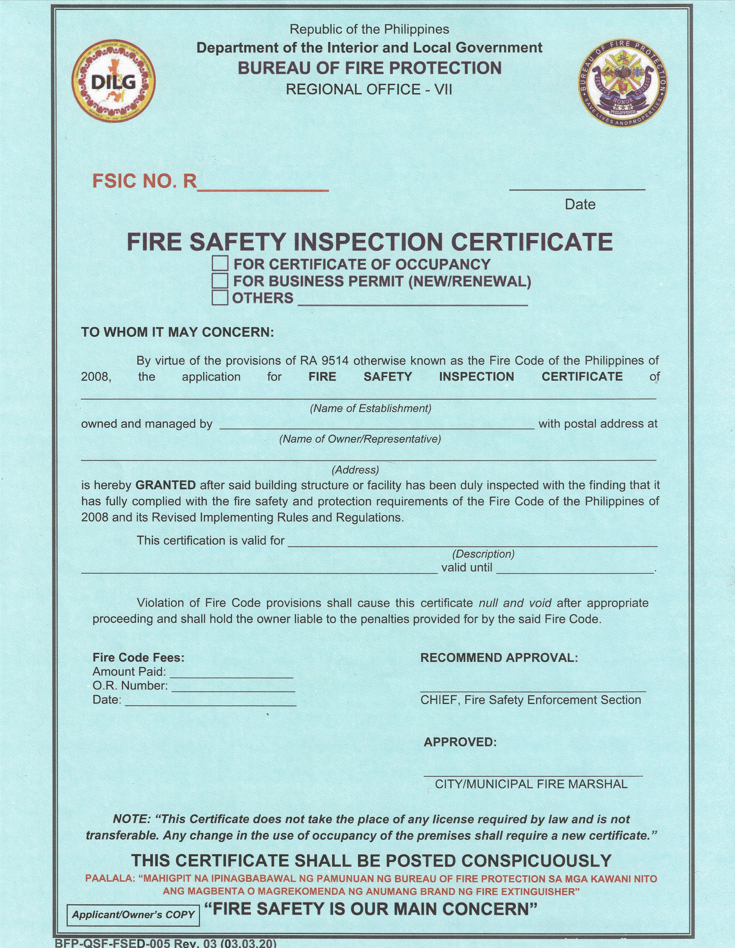 Republic of the Philippines
Department of the Interior and Local Government
BUREAU OF FIRE PROTECTION
REGIONAL OFFICE - VII
DILG
BUREAU OF FIRE PROTECTION
SAVE LIVES AND PROPERTIES
FSIC NO. R
Date
FIRE SAFETY INSPECTION CERTIFICATE
FOR CERTIFICATE OF OCCUPANCY
FOR BUSINESS PERMIT (NEW/RENEWAL)
OTHERS
TO WHOM IT MAY CONCERN:
By virtue of the provisions of RA 9514 otherwise known as the Fire Code of the Philippines of
2008, the application for FIRE SAFETY INSPECTION CERTIFICATE of
(Name of Establishment)
owned and managed by with postal address at
(Name of Owner/Representative)
(Address)
is hereby GRANTED after said building structure or facility has been duly inspected with the finding that it
has fully complied with the fire safety and protection requirements of the Fire Code of the Philippines of
2008 and its Revised Implementing Rules and Regulations.
This certification is valid for
(Description)
valid until .
Violation of Fire Code provisions shall cause this certificate null and void after appropriate
proceeding and shall hold the owner liable to the penalties provided for by the said Fire Code.
Fire Code Fees:
Amount Paid:
O.R. Number:
Date:
RECOMMEND APPROVAL:
CHIEF, Fire Safety Enforcement Section
APPROVED:
CITY/MUNICIPAL FIRE MARSHAL
NOTE: “This Certificate does not take the place of any license required by law and is not
transferable. Any change in the use of occupancy of the premises shall require a new certificate.”
THIS CERTIFICATE SHALL BE POSTED CONSPICUOUSLY
PAALALA: “MAHIGPIT NA IPINAGBABAWAL NG PAMUNUAN NG BUREAU OF FIRE PROTECTION SA MGA KAWANI NITO
ANG MAGBENTA O MAGREKOMENDA NG ANUMANG BRAND NG FIRE EXTINGUISHER”
Applicant/Owner's COPY
“FIRE SAFETY IS OUR MAIN CONCERN”
BFP-QSF-FSED-005 Rev. 03 (03.03.20)